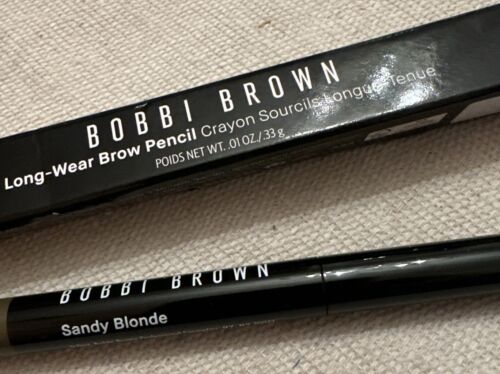 BOBBI BROWN
Long-Wear Brow Pencil Crayon Sourcils Longue Tenue
POIDS NET WT. .01 OZ./.33 g
BOBBI BROWN
Sandy Blonde